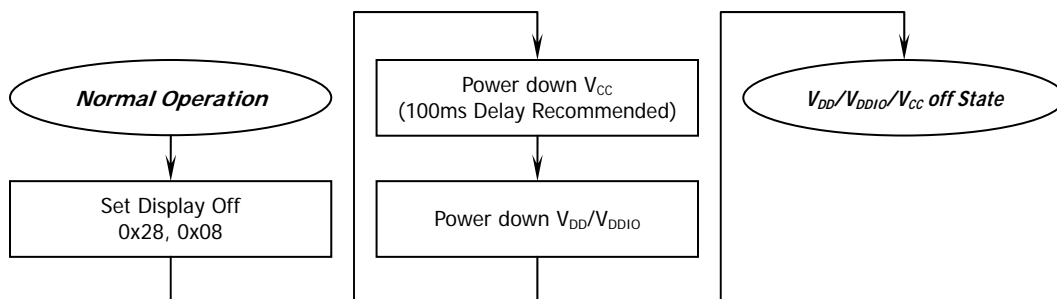 Normal Operation
Set Display Off
0x28, 0x08
Power down VCC
(100ms Delay Recommended)
Power down VDD/VDDIO
VDD/VDDIO/VCC off State